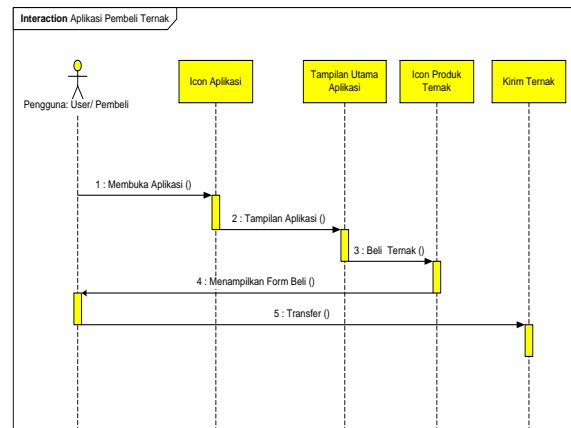 Interaction Aplikasi Pembeli Ternak
Pengguna: User/ Pembeli
Icon Aplikasi
Tampilan Utama
Aplikasi
Icon Produk
Ternak
Kirim Ternak
1 : Membuka Aplikasi ()
2 : Tampilan Aplikasi ()
3 : Beli Ternak ()
4 : Menampilkan Form Beli ()
5 : Transfer ()